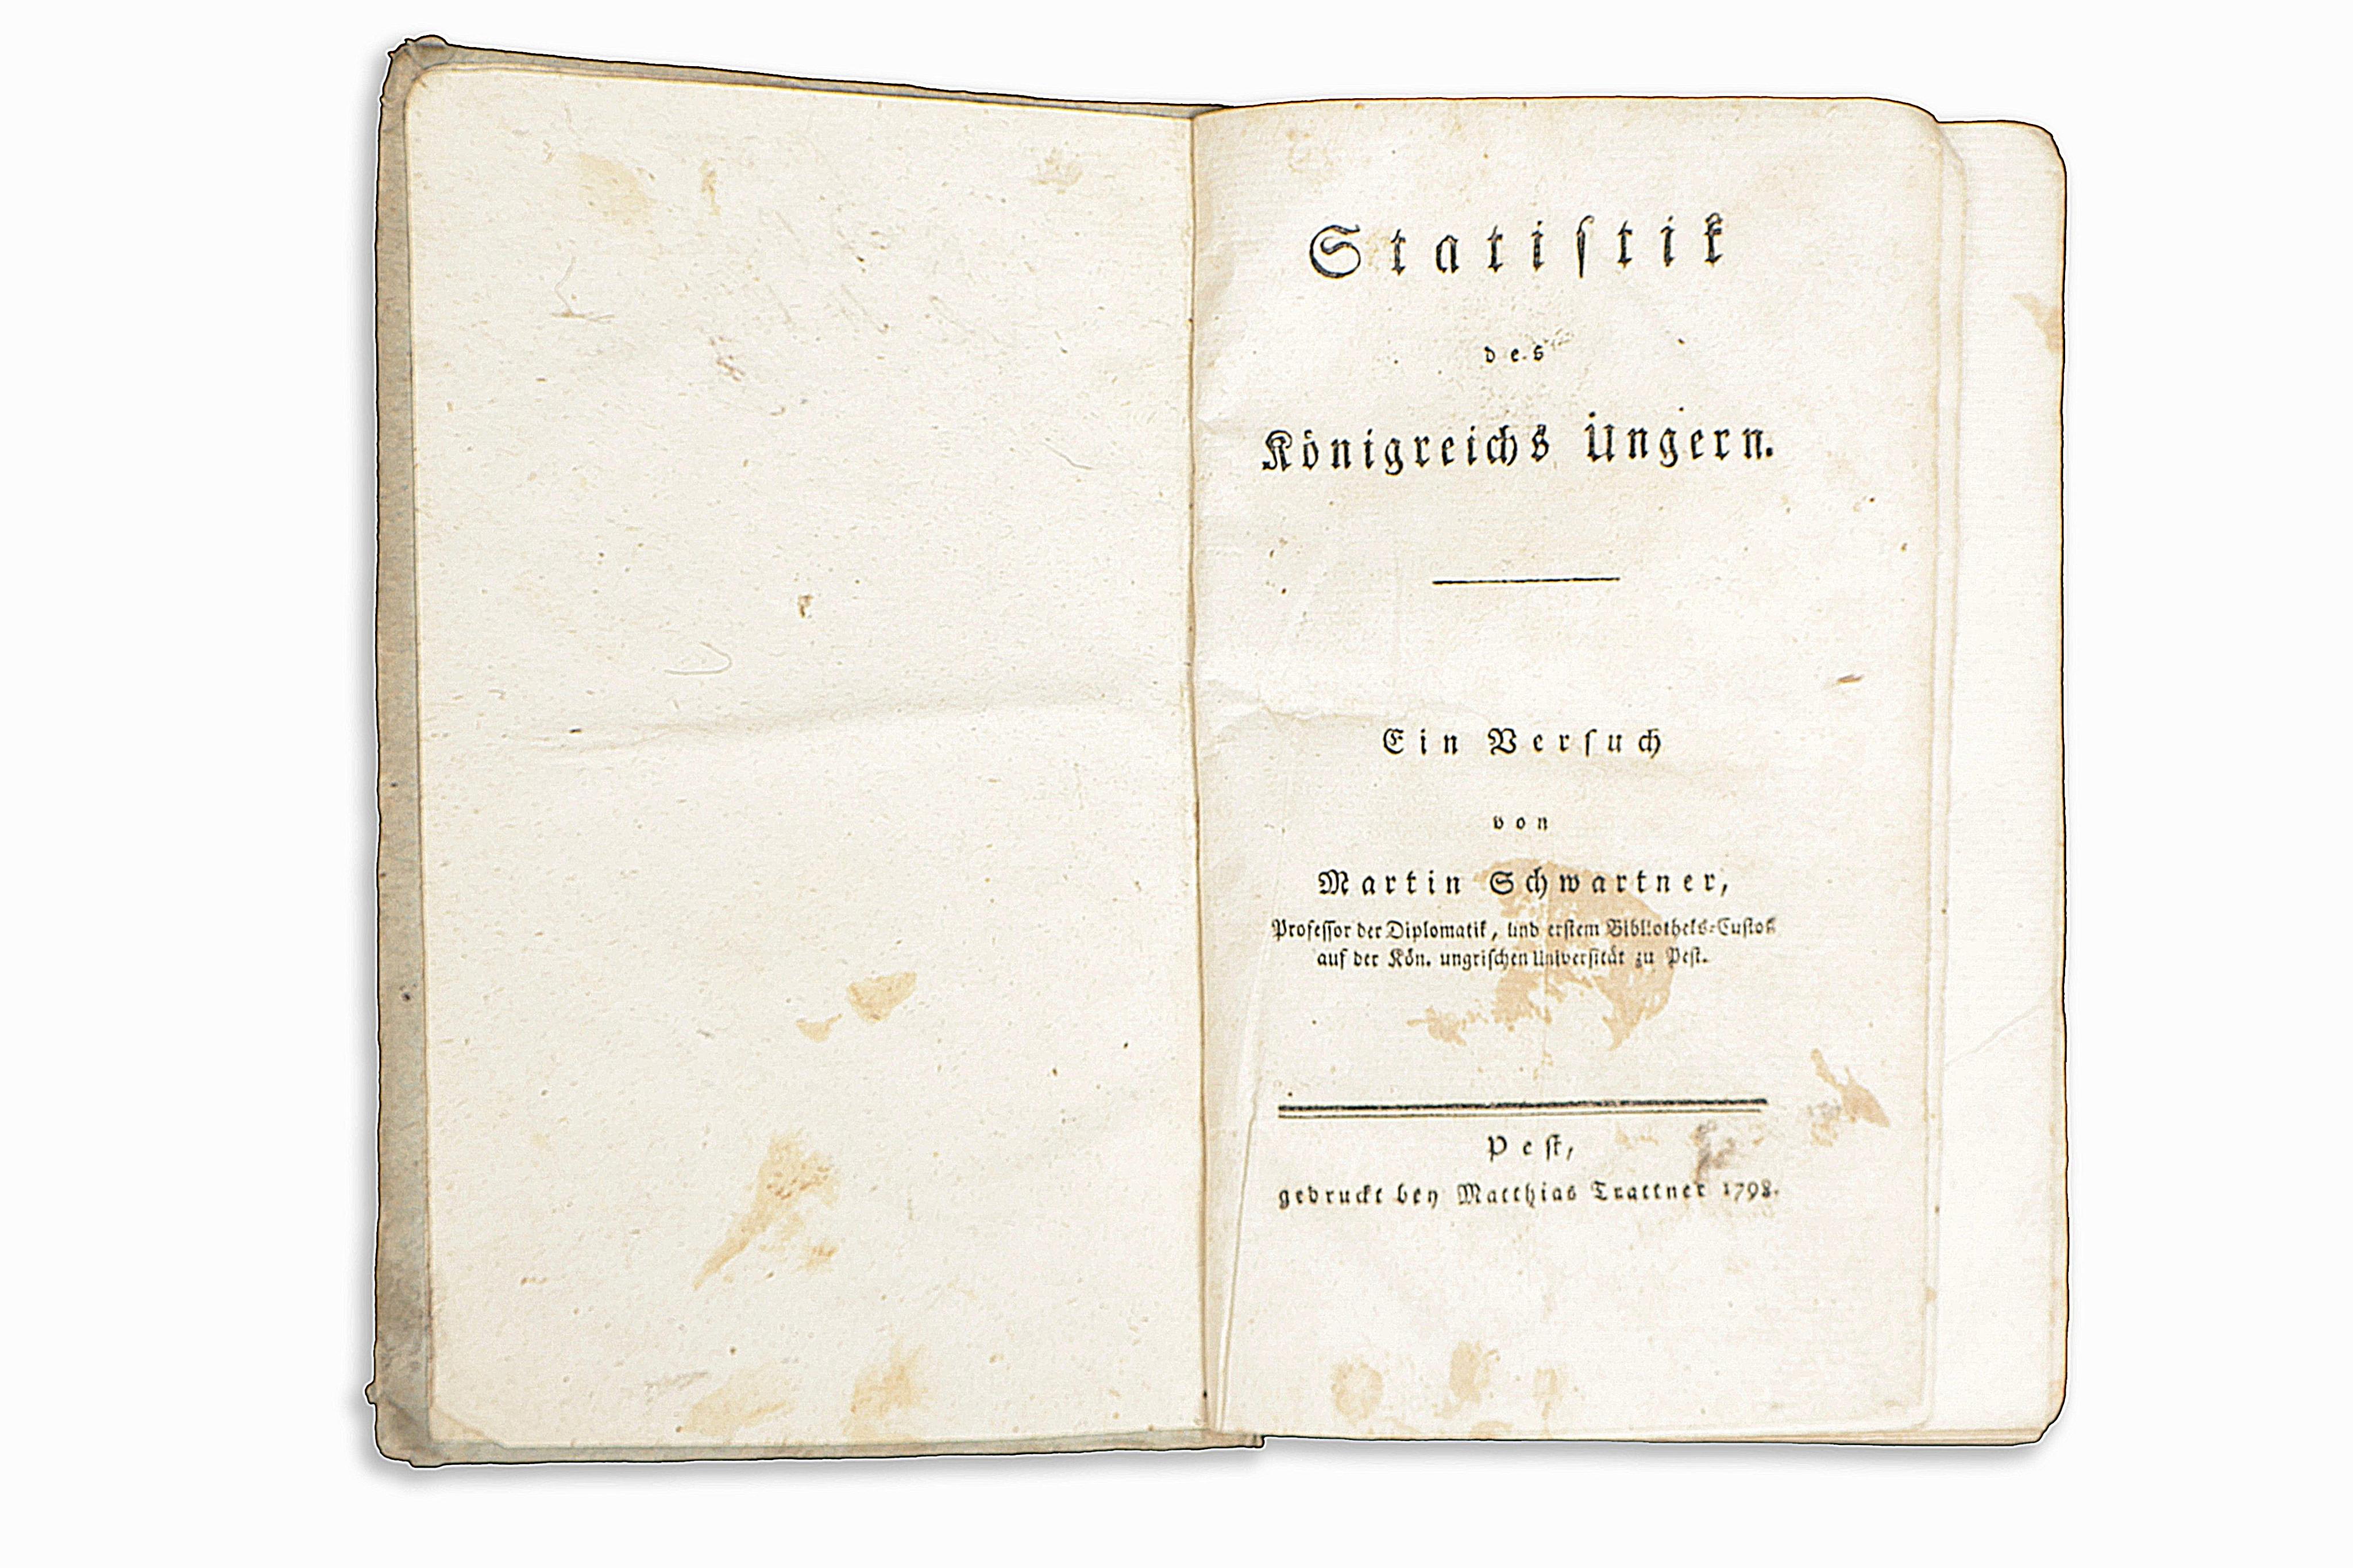 Statiſtik
des
Königreichs Ungern.
Ein Verſuch
von
Martin Schwartner,
Profeſſor der Diplomatik, und erſtem Bibliotheks-Cuſtos
auf der Kön. ungriſchen Univerſität zu Peſt.
Peſt,
gedruckt bey Matthias Trattner 1798.